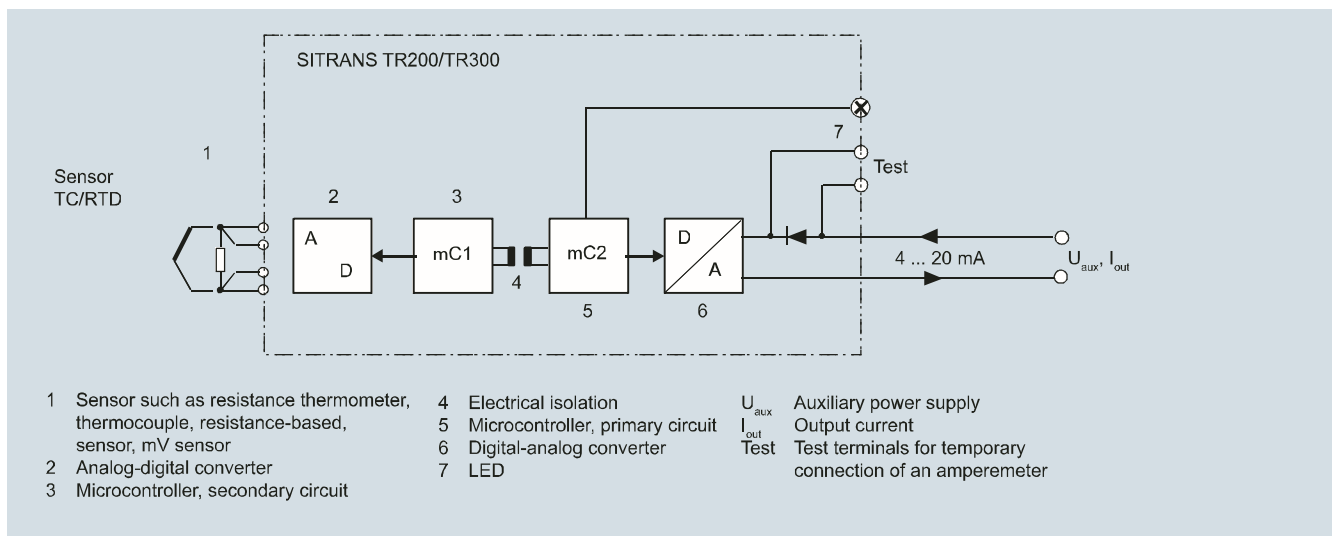 SITRANS TR200/TR300
7
1
Test
Sensor
TC/RTD
2
3
A
D
mC1
mC2
D
A
4 ... 20 mA
Uaux, Iout
4
5
6
1 Sensor such as resistance thermometer,
thermocouple, resistance-based,
sensor, mV sensor
2 Analog-digital converter
3 Microcontroller, secondary circuit
4 Electrical isolation
5 Microcontroller, primary circuit
6 Digital-analog converter
7 LED
Uaux Auxiliary power supply
Iout Output current
Test Test terminals for temporary
connection of an amperemeter